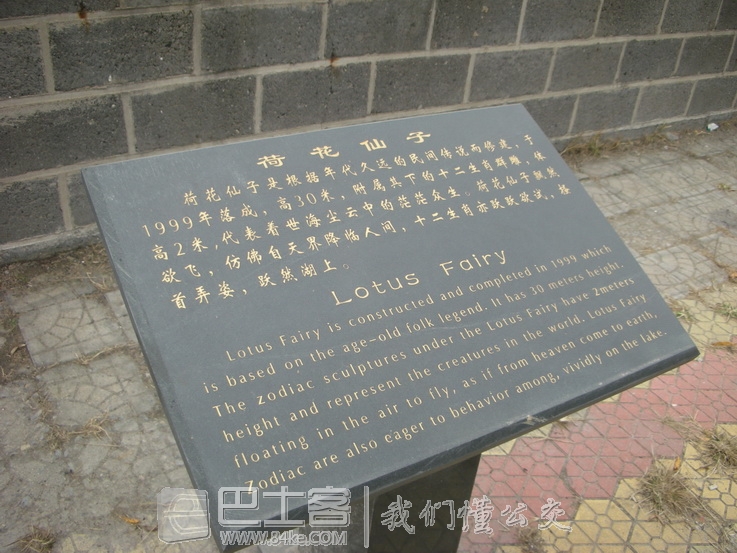 荷花仙子
荷花仙子是根据年代久远的民间传说而修建，于
1999年落成，高30米，附属其下的十二生肖群雕，俱
高2米，代表着世海尘云中的茫茫众生。荷花仙子飘然
欲飞，仿佛自天界降临人间，十二生肖亦跃跃欲试，搔
首弄姿，跃然湖上。
Lotus Fairy
Lotus Fairy is constructed and completed in 1999 which
is based on the age-old folk legend. It has 30 meters height.
The zodiac sculptures under the Lotus Fairy have 2meters
height and represent the creatures in the world. Lotus Fairy
floating in the air to fly, as if from heaven come to earth,
Zodiac are also eager to behavior among, vividly on the lake.
巴士客 我们懂公交
www.84ke.com